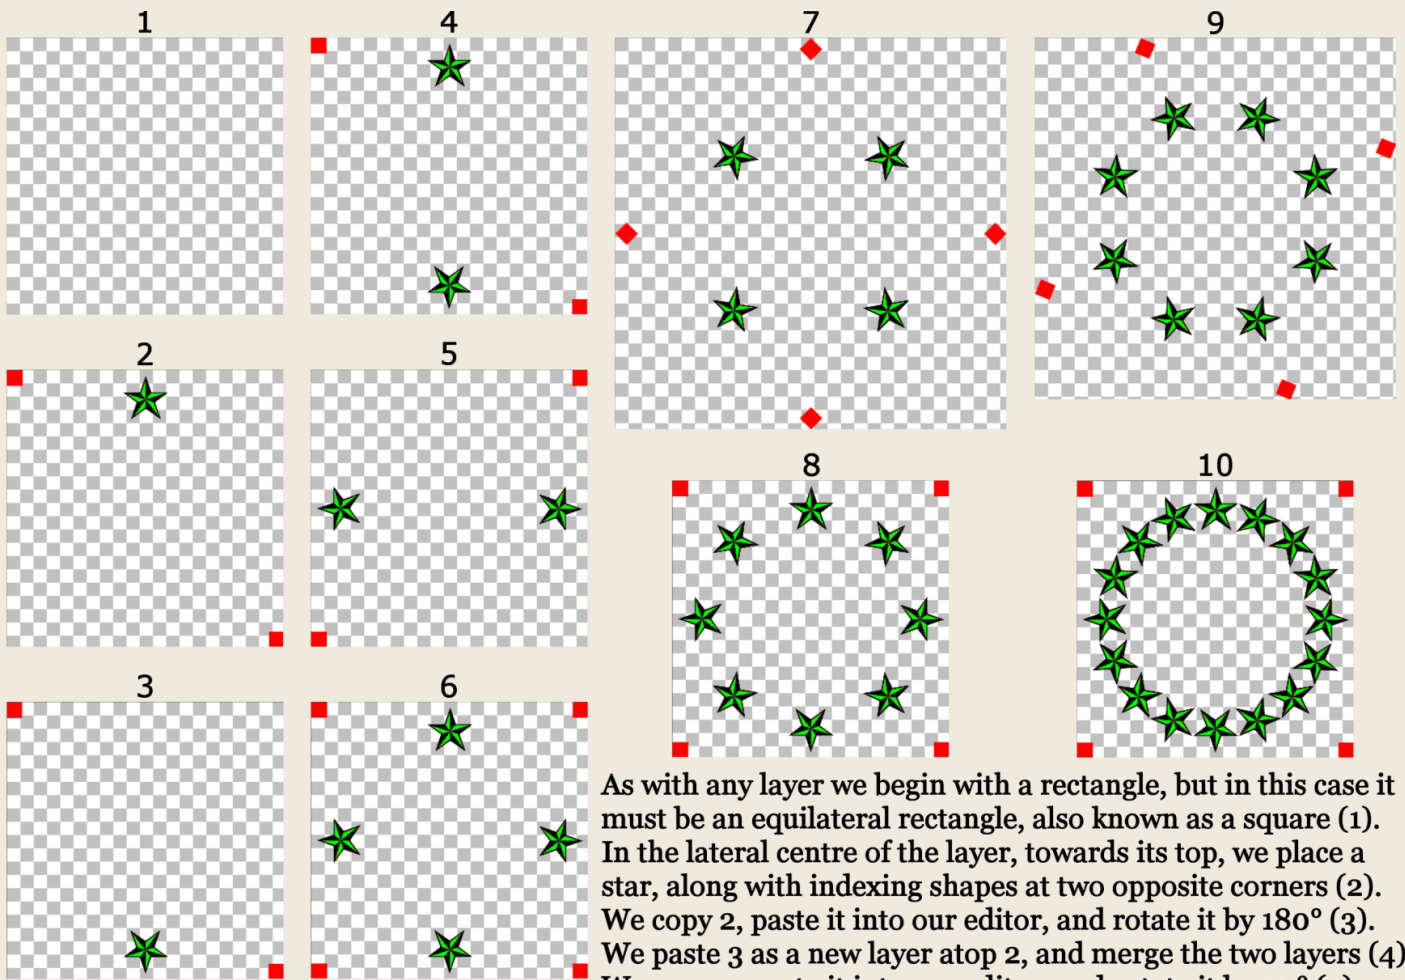 1
4
7
9
2
5
8
10
3
6
As with any layer we begin with a rectangle, but in this case it
must be an equilateral rectangle, also known as a square (1).
In the lateral centre of the layer, towards its top, we place a
star, along with indexing shapes at two opposite corners (2).
We copy 2, paste it into our editor, and rotate it by 180° (3).
We paste 3 as a new layer atop 2, and merge the two layers (4)